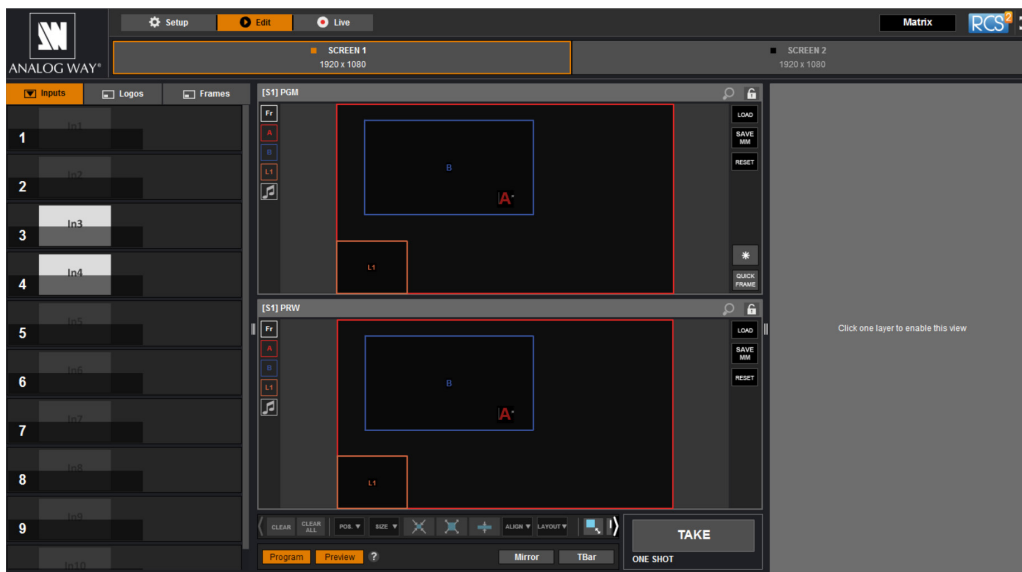 Setup
Edit
Live
Matrix
RCS²
ANALOG WAY®
SCREEN 1
1920 x 1080
SCREEN 2
1920 x 1080
Inputs
Logos
Frames
1
In1
2
In2
3
In3
4
In4
5
In5
6
In6
7
In7
8
In8
9
In9
In10
[S1] PGM
Fr
A
B
L1
B
A
L1
LOAD
SAVE
MM
RESET
QUICK
FRAME
[S1] PRW
Fr
A
B
L1
B
A
L1
LOAD
SAVE
MM
RESET
CLEAR
CLEAR
ALL
POS.
SIZE
ALIGN
LAYOUT
TAKE
ONE SHOT
Program
Preview
?
Mirror
TBar
Click one layer to enable this view